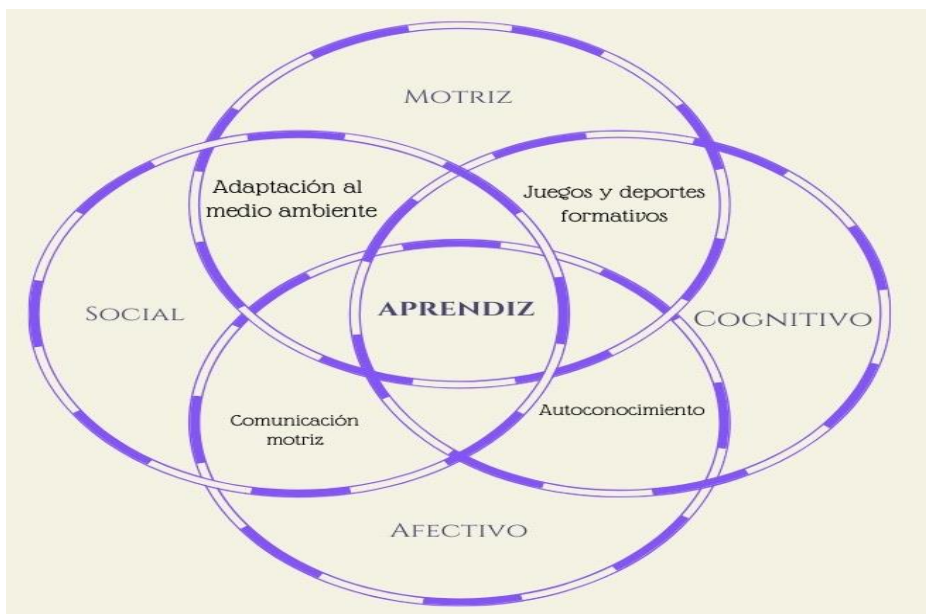 MOTRIZ
Adaptación al
medio ambiente
Juegos y deportes
formativos
SOCIAL
APRENDIZ
COGNITIVO
Comunicación
motriz
Autoconocimiento
AFECTIVO